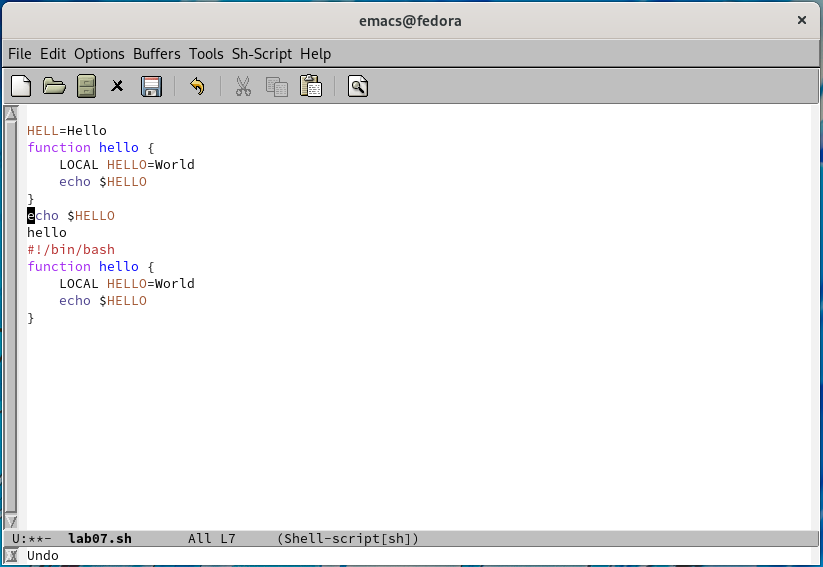 emacs@fedora
File Edit Options Buffers Tools Sh-Script Help
HELL=Hello
function hello {
    LOCAL HELLO=World
    echo $HELLO
}
echo $HELLO
hello
#!/bin/bash
function hello {
    LOCAL HELLO=World
    echo $HELLO
}
U:**-  lab07.sh       All L7     (Shell-script[sh])
Undo